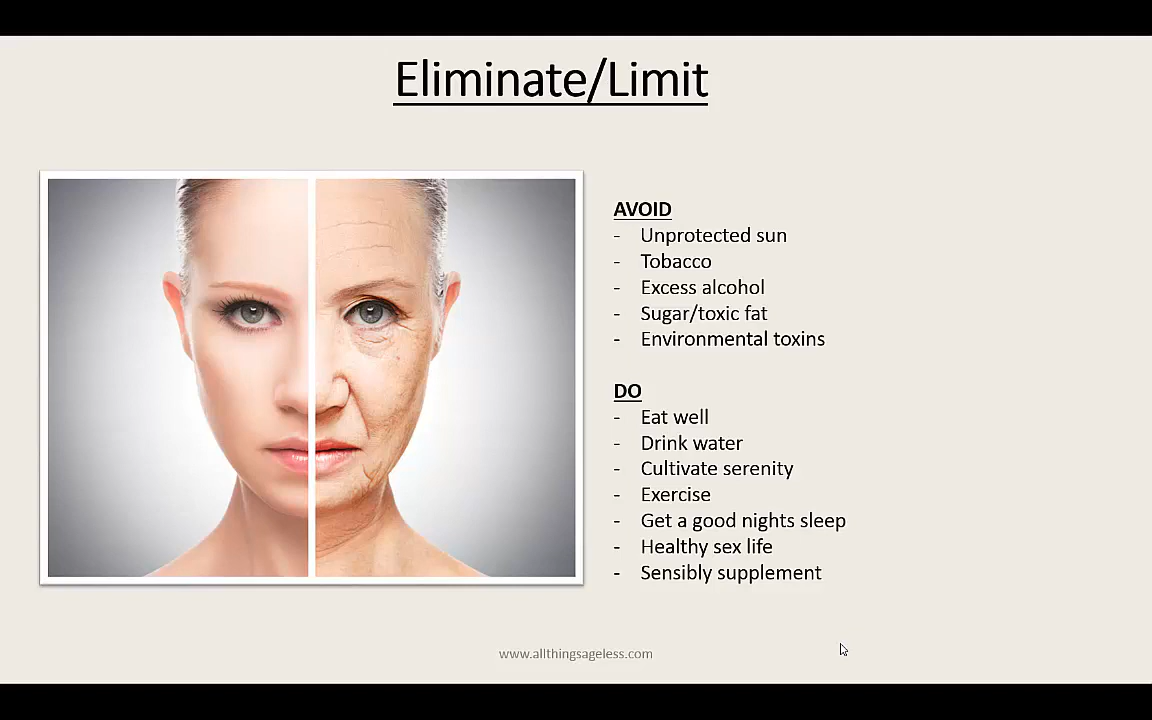 Eliminate/Limit
AVOID
- Unprotected sun
- Tobacco
- Excess alcohol
- Sugar/toxic fat
- Environmental toxins
DO
- Eat well
- Drink water
- Cultivate serenity
- Exercise
- Get a good nights sleep
- Healthy sex life
- Sensibly supplement
www.allthingsageless.com